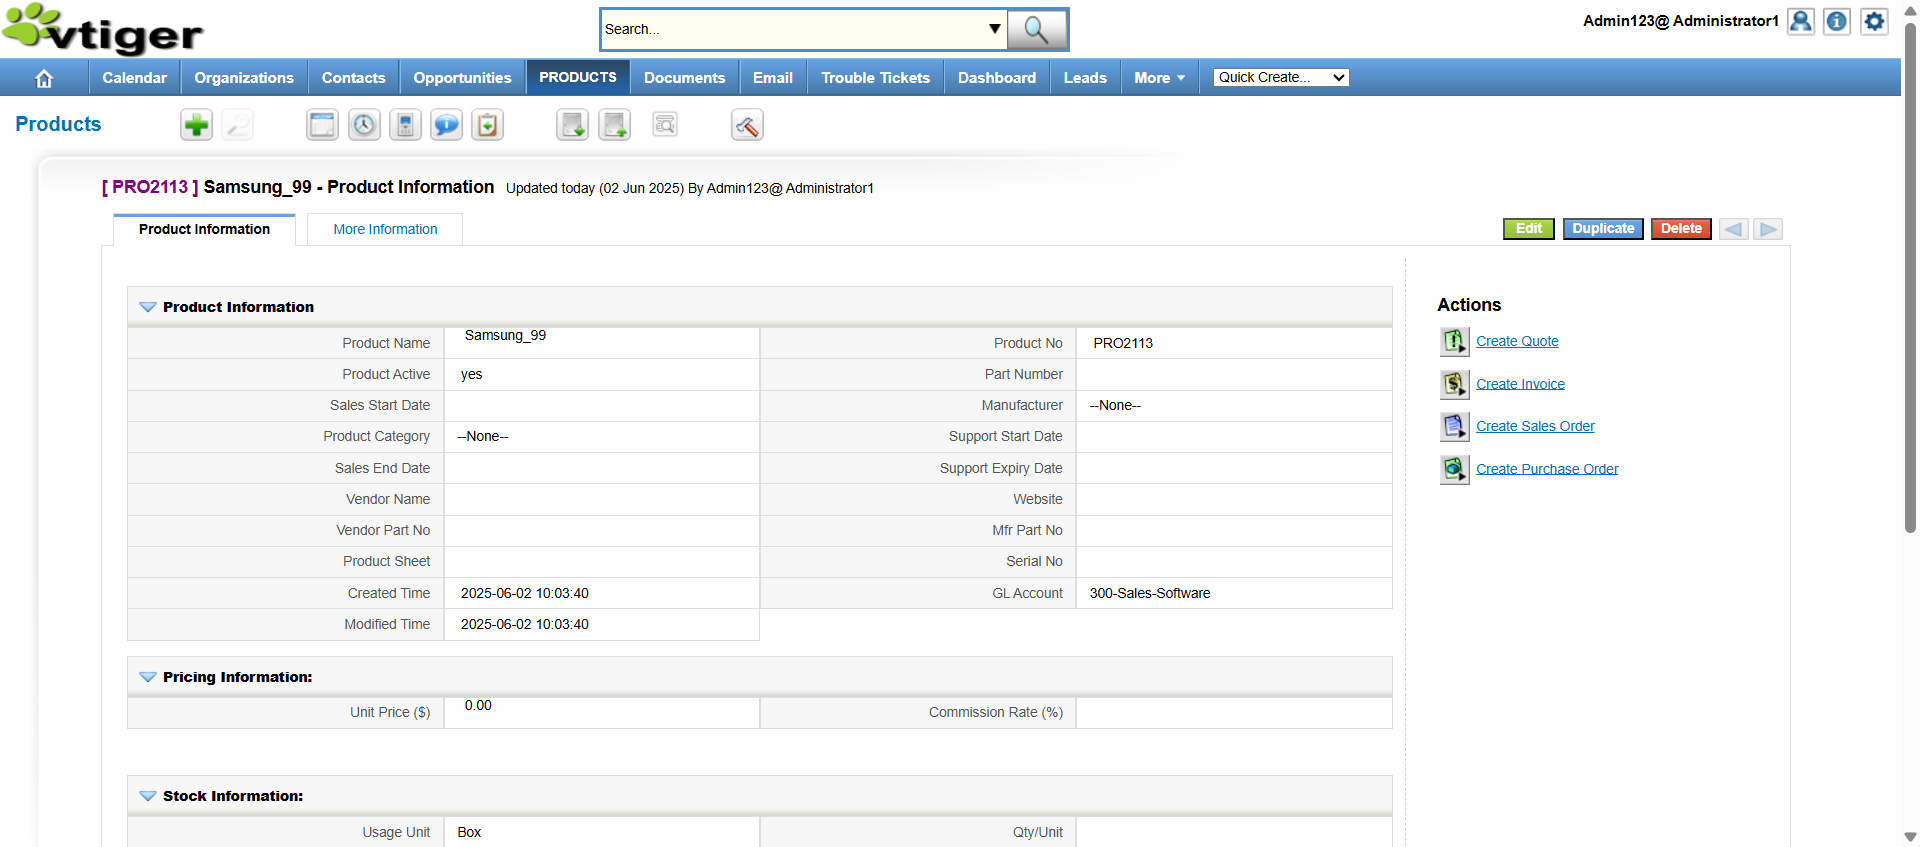 vtiger
Search...
Admin123@ Administrator1
Calendar
Organizations
Contacts
Opportunities
PRODUCTS
Documents
Email
Trouble Tickets
Dashboard
Leads
More
Quick Create...
Products
[ PRO2113 ] Samsung_99 - Product Information Updated today (02 Jun 2025) By Admin123@ Administrator1
Product Information
More Information
Edit
Duplicate
Delete
Product Information
Product Name Samsung_99 Product No PRO2113
Product Active yes Part Number
Sales Start Date Manufacturer --None--
Product Category --None-- Support Start Date
Sales End Date Support Expiry Date
Vendor Name Website
Vendor Part No Mfr Part No
Product Sheet Serial No
Created Time 2025-06-02 10:03:40 GL Account 300-Sales-Software
Modified Time 2025-06-02 10:03:40
Pricing Information:
Unit Price ($) 0.00 Commission Rate (%)
Stock Information:
Usage Unit Box Qty/Unit
Actions
Create Quote
Create Invoice
Create Sales Order
Create Purchase Order